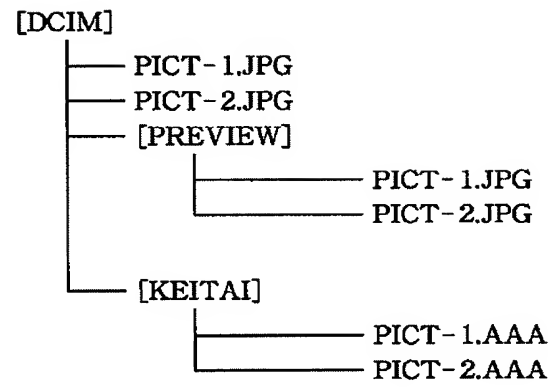 [DCIM]
PICT-1.JPG
PICT-2.JPG
[PREVIEW]
PICT-1.JPG
PICT-2.JPG
[KEITAI]
PICT-1.AAA
PICT-2.AAA